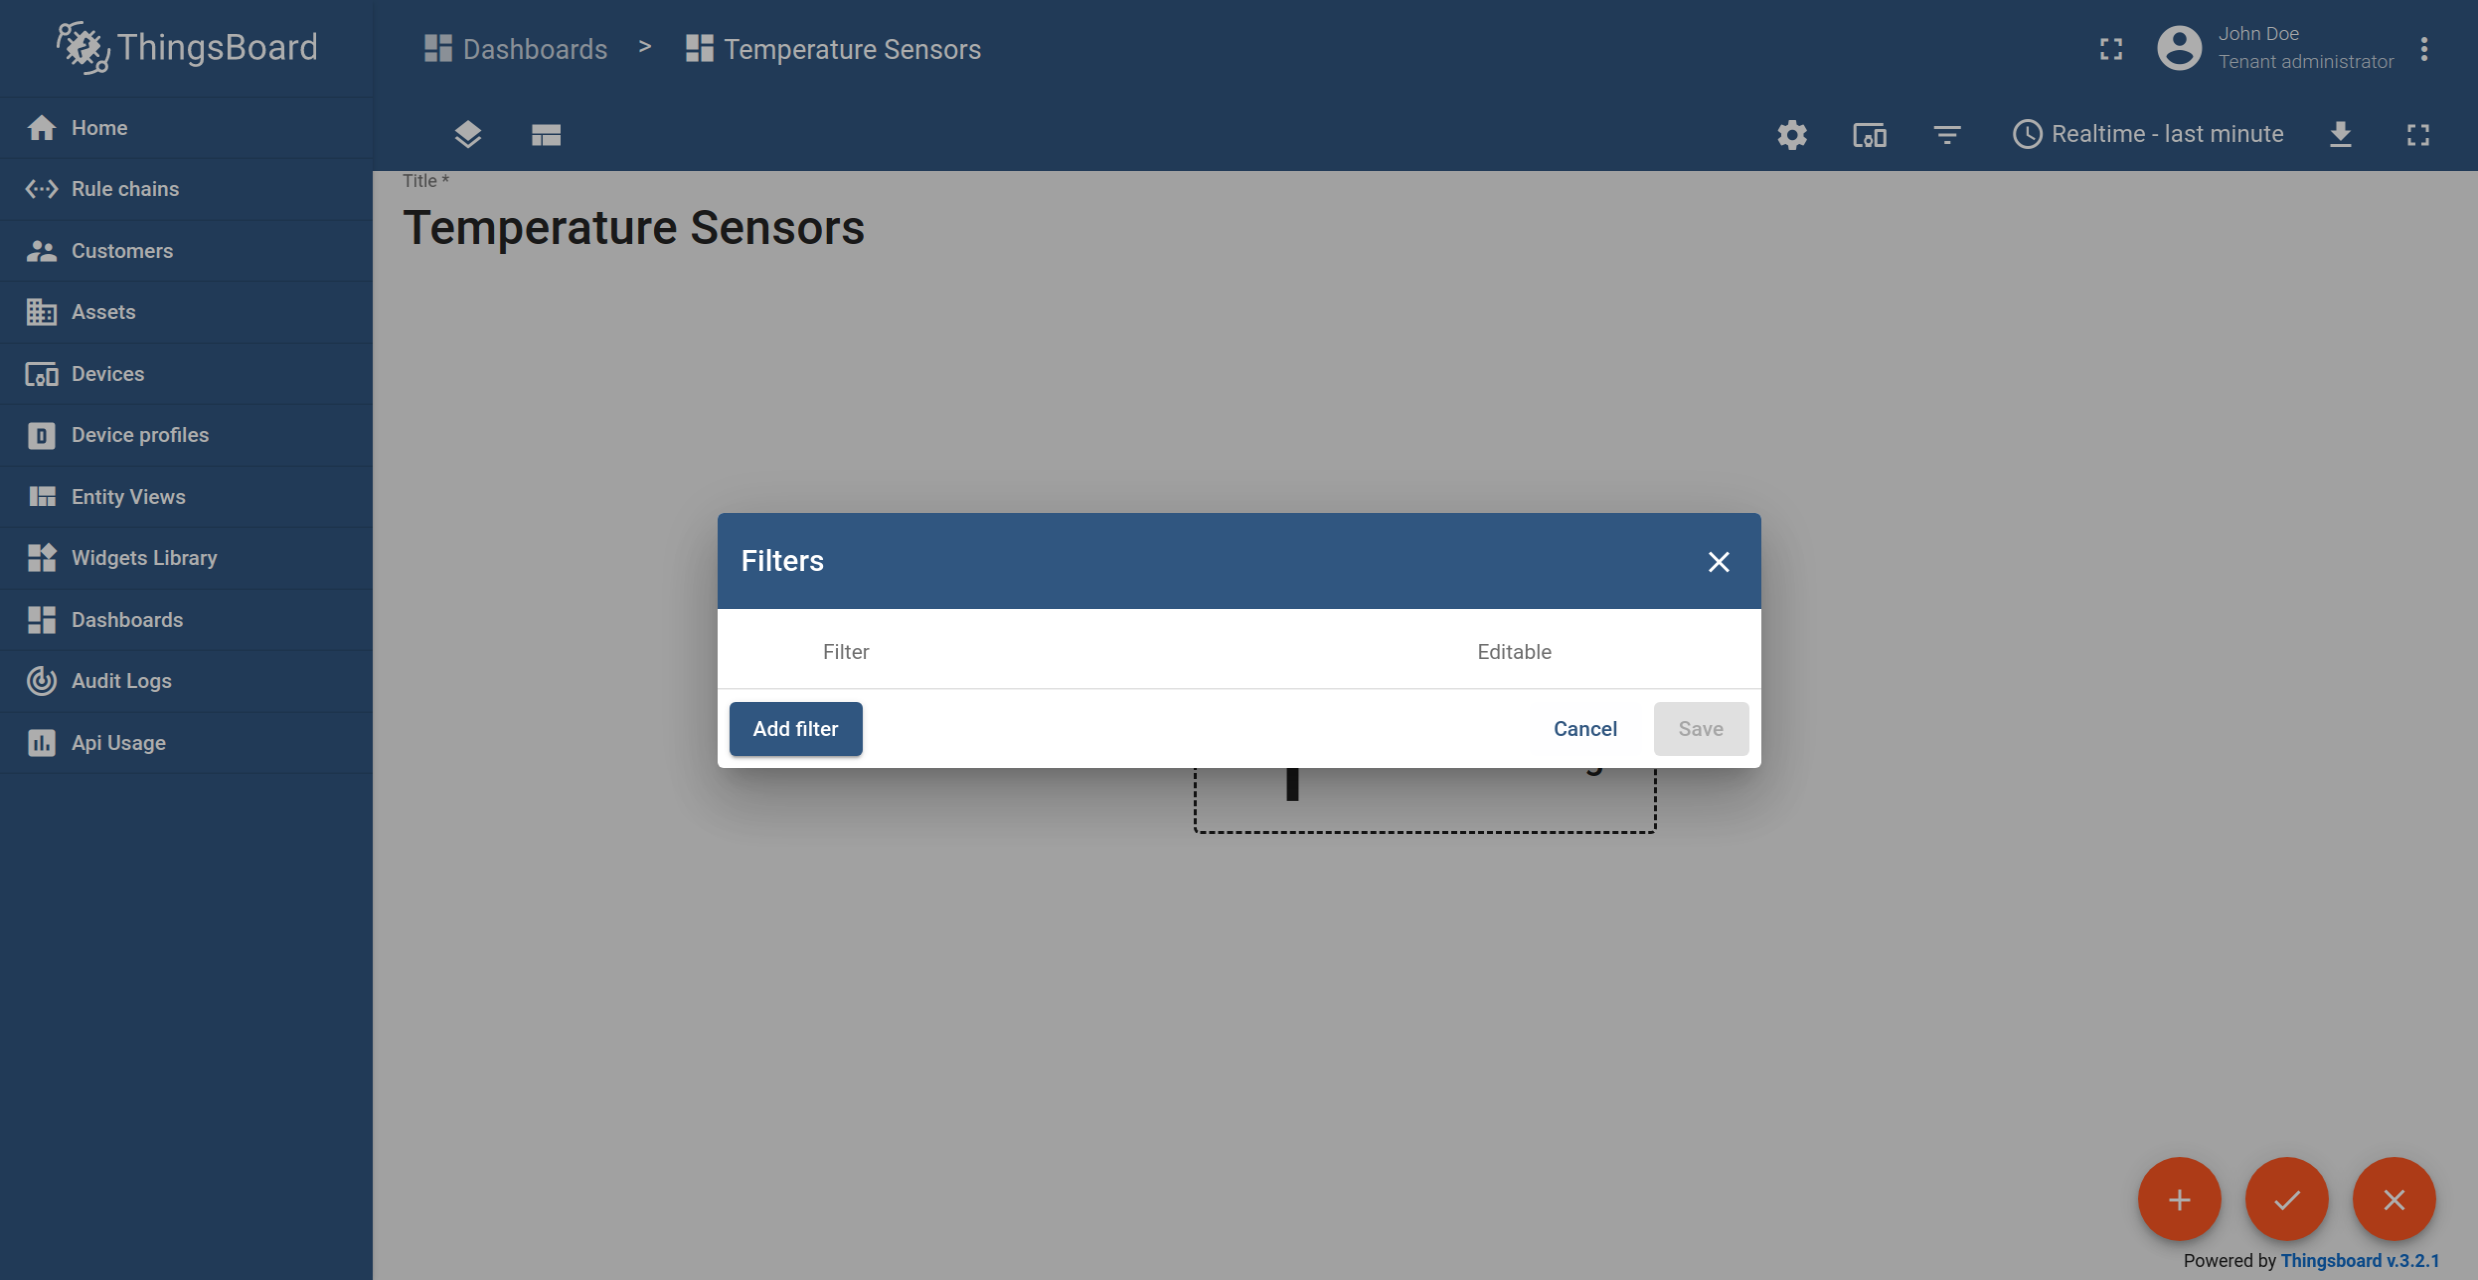 ThingsBoard
Dashboards > Temperature Sensors
John Doe
Tenant administrator
Home
Rule chains
Customers
Assets
Devices
Device profiles
Entity Views
Widgets Library
Dashboards
Audit Logs
Api Usage
Realtime - last minute
Title *
Temperature Sensors
Filters
Filter Editable
Add filter Cancel Save
Powered by Thingsboard v.3.2.1